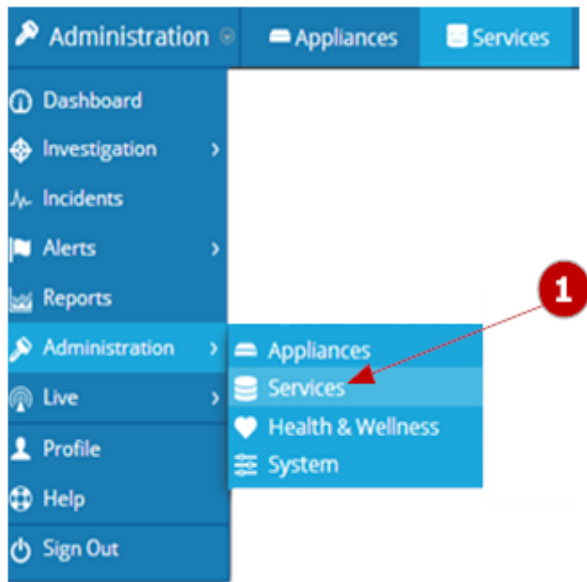 Administration Appliances Services
Dashboard
Investigation
Incidents
Alerts
Reports
Administration
Live
Profile
Help
Sign Out
Appliances
Services
Health & Wellness
System
1